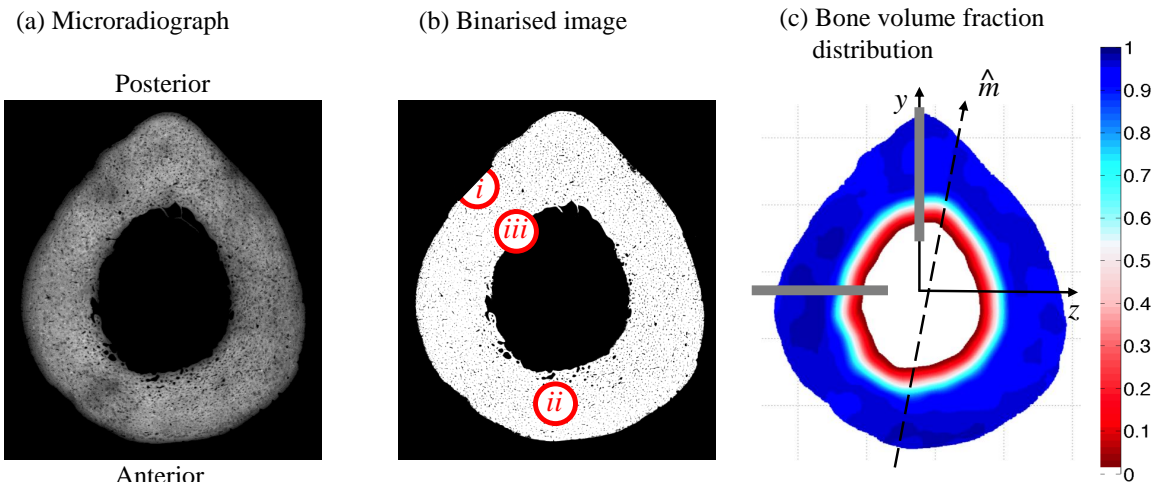 (a) Microradiograph
(b) Binarised image
(c) Bone volume fraction
distribution
Posterior
Anterior
i
iii
ii
y
m̂
z
1
0.9
0.8
0.7
0.6
0.5
0.4
0.3
0.2
0.1
0